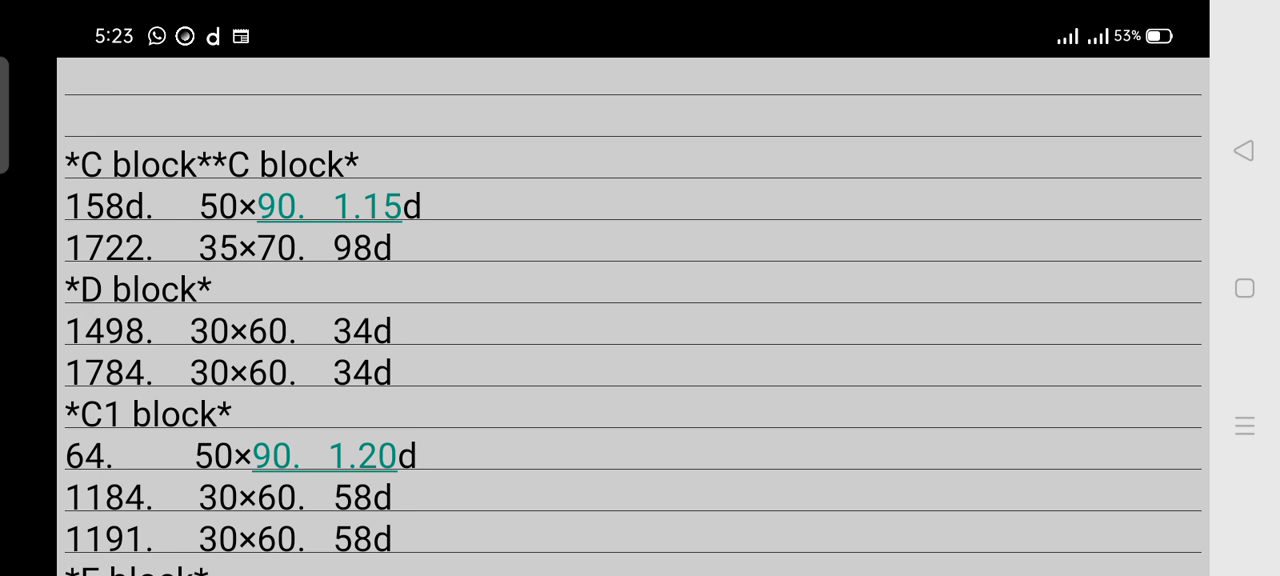 5:23 d 53%
*C block**C block*
158d. 50×90. 1.15d
1722. 35×70. 98d
*D block*
1498. 30×60. 34d
1784. 30×60. 34d
*C1 block*
64. 50×90. 1.20d
1184. 30×60. 58d
1191. 30×60. 58d